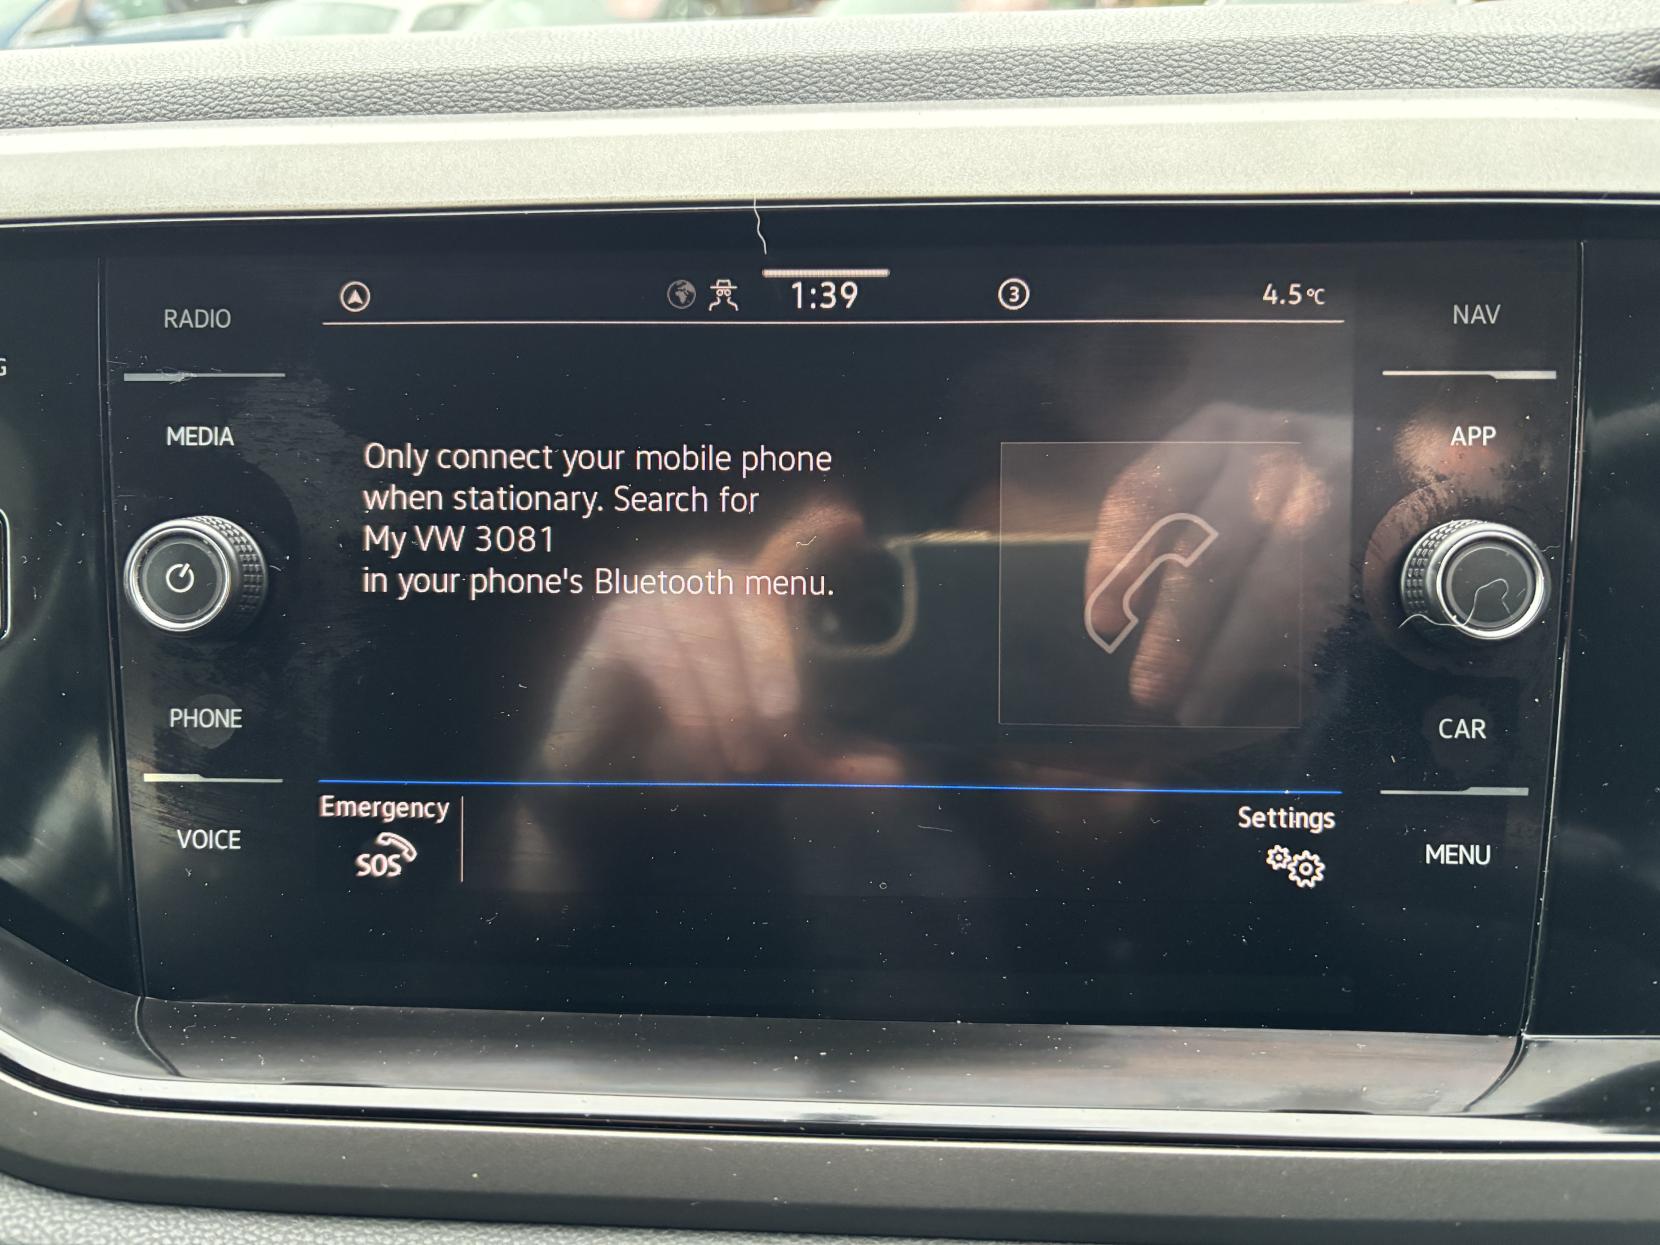 1:39
3
4.5°C
RADIO
MEDIA
PHONE
VOICE
Only connect your mobile phone
when stationary. Search for
My VW 3081
in your phone's Bluetooth menu.
Emergency
SOS
Settings
NAV
APP
CAR
MENU